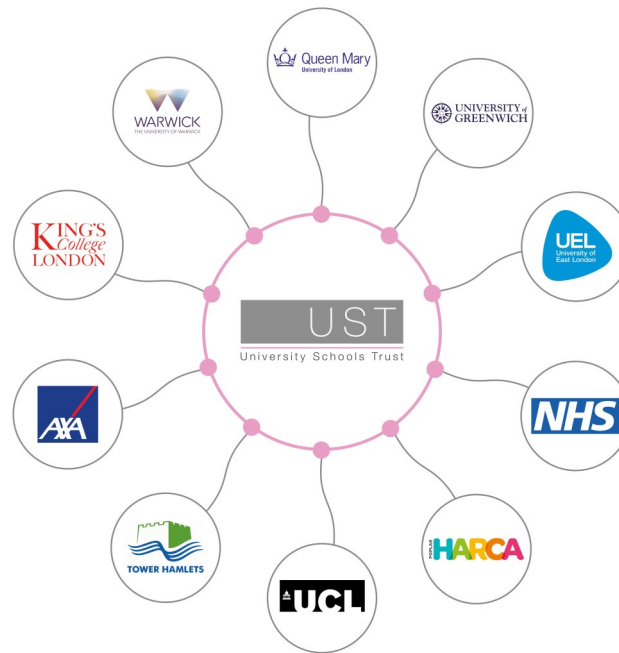 Queen Mary
University of London
UNIVERSITY of
GREENWICH
UEL
University of
East London
NHS
POPLAR
HARCA
UCL
TOWER HAMLETS
AXA
KING'S
College
LONDON
WARWICK
THE UNIVERSITY OF WARWICK
UST
University Schools Trust